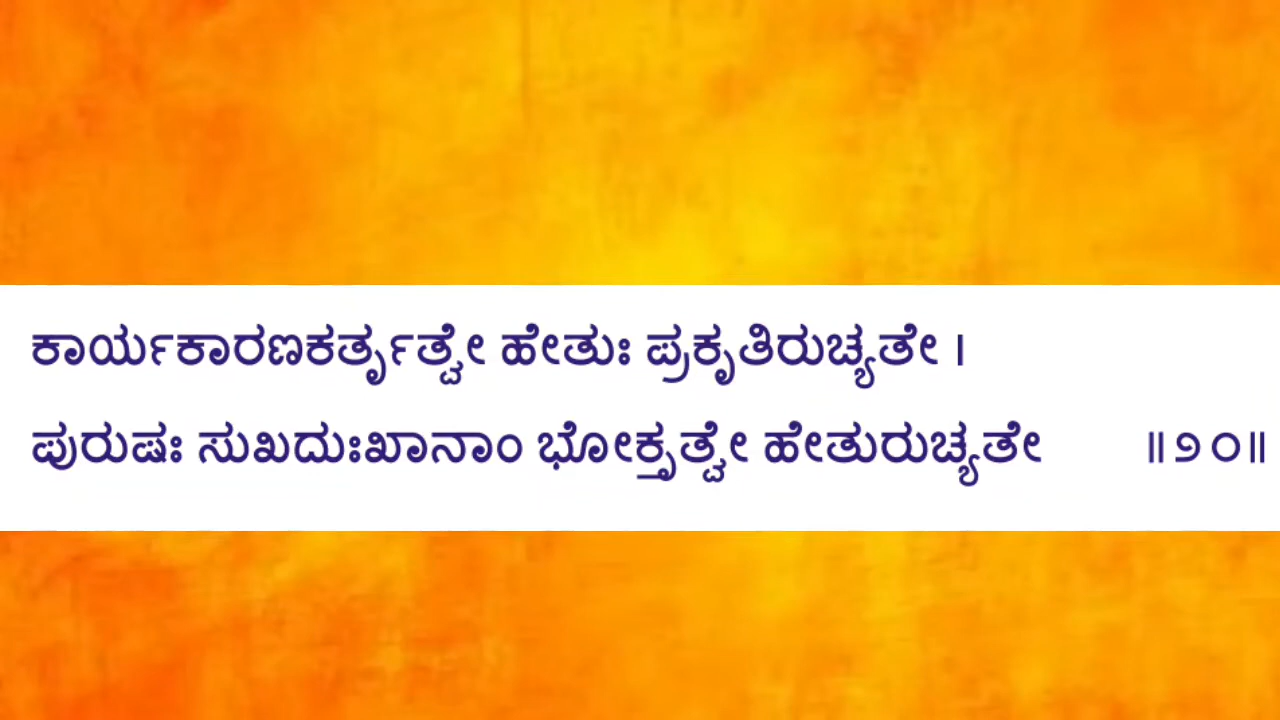 ಕಾರ್ಯಕಾರಣಕರ್ತೃತ್ವೇ ಹೇತುಃ ಪ್ರಕೃತಿರುಚ್ಯತೇ ।
ಪುರುಷಃ ಸುಖದುಃಖಾನಾಂ ಭೋಕ್ತೃತ್ವೇ ಹೇತುರುಚ್ಯತೇ ॥೨೦॥